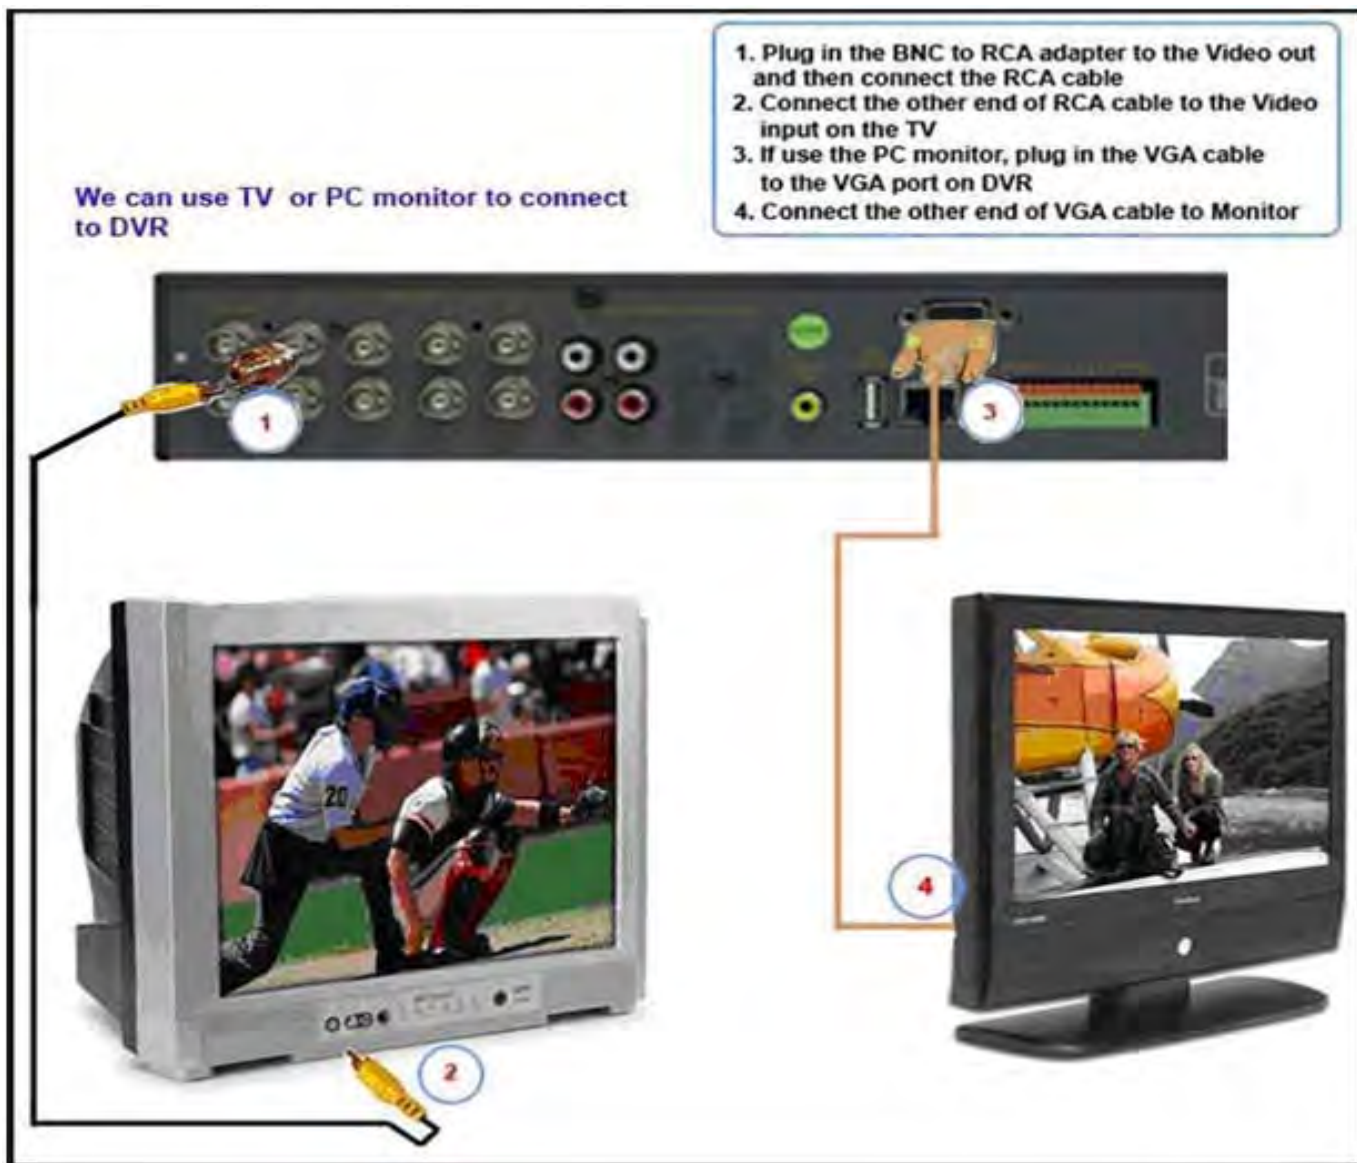 1. Plug in the BNC to RCA adapter to the Video out
and then connect the RCA cable
2. Connect the other end of RCA cable to the Video
input on the TV
3. If use the PC monitor, plug in the VGA cable
to the VGA port on DVR
4. Connect the other end of VGA cable to Monitor
We can use TV or PC monitor to connect
to DVR
1
3
20
4
2